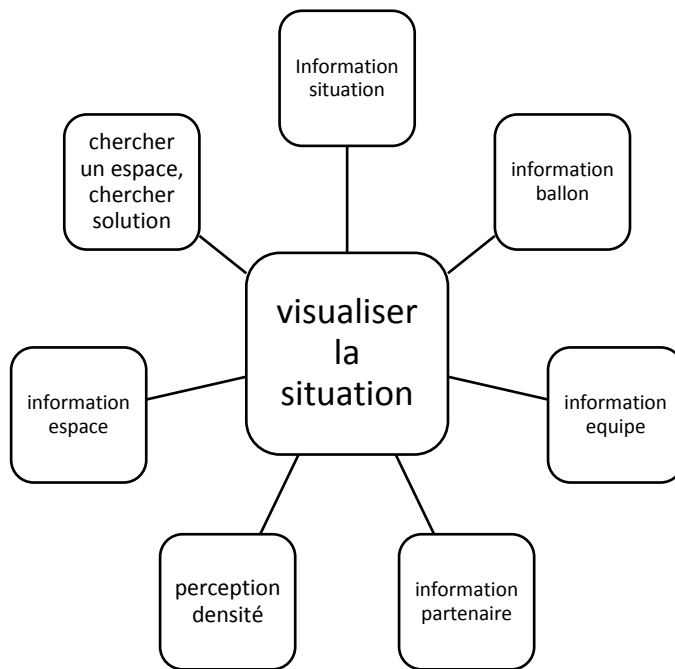 Information
situation
chercher
un espace,
chercher
solution
information
ballon
visualiser
la
situation
information
espace
information
equipe
perception
densité
information
partenaire